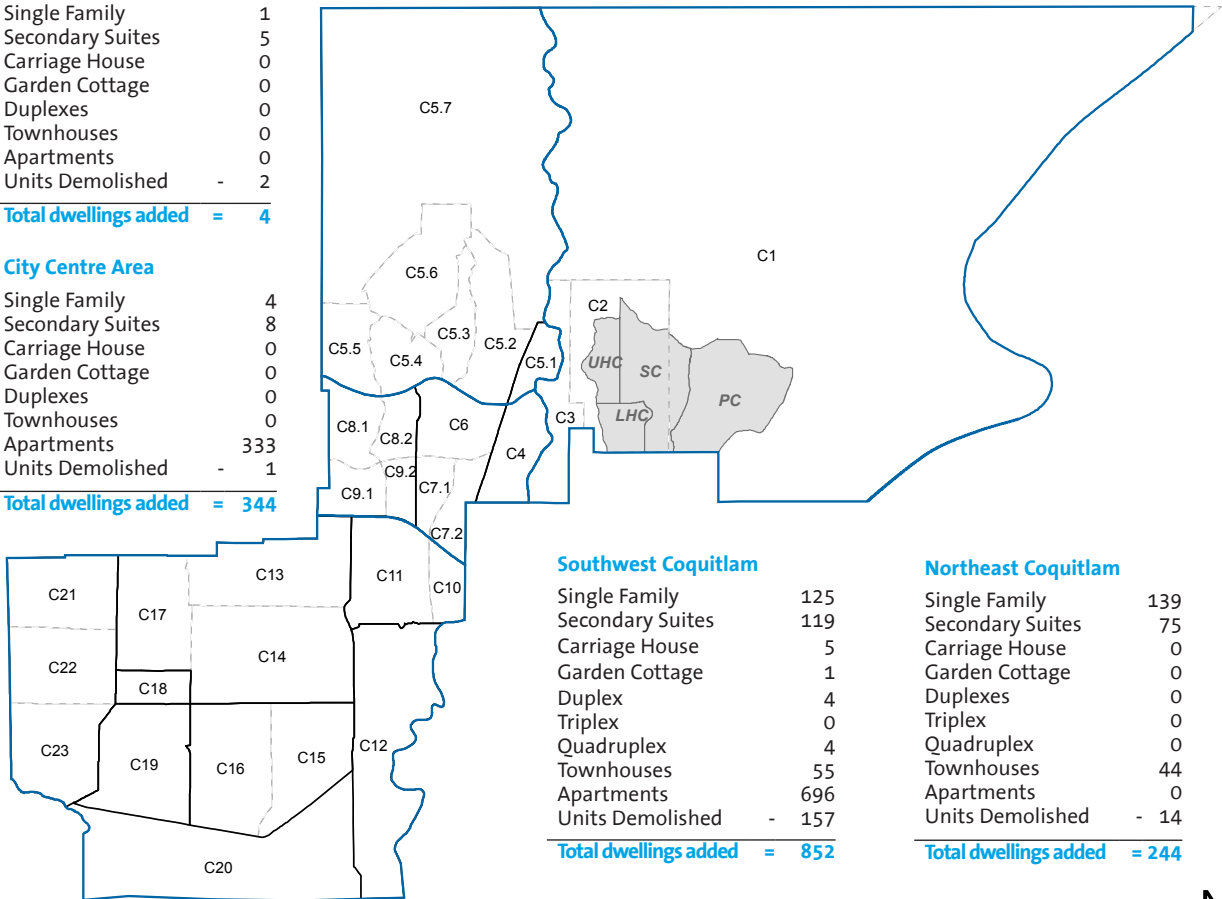 Single Family 1
Secondary Suites 5
Carriage House 0
Garden Cottage 0
Duplexes 0
Townhouses 0
Apartments 0
Units Demolished - 2
Total dwellings added = 4
City Centre Area
Single Family 4
Secondary Suites 8
Carriage House 0
Garden Cottage 0
Duplexes 0
Townhouses 0
Apartments 333
Units Demolished - 1
Total dwellings added = 344
C5.7
C1
C5.6
C2
C5.5
C5.4
C5.3
C5.2
C5.1
UHC
SC
PC
LHC
C3
C8.1
C8.2
C6
C4
C9.1
C9.2
C7.1
C7.2
C21
C17
C13
C11
C10
C22
C18
C14
C23
C19
C16
C15
C12
C20
Southwest Coquitlam
Single Family 125
Secondary Suites 119
Carriage House 5
Garden Cottage 1
Duplex 4
Triplex 0
Quadruplex 4
Townhouses 55
Apartments 696
Units Demolished - 157
Total dwellings added = 852
Northeast Coquitlam
Single Family 139
Secondary Suites 75
Carriage House 0
Garden Cottage 0
Duplexes 0
Triplex 0
Quadruplex 0
Townhouses 44
Apartments 0
Units Demolished - 14
Total dwellings added = 244